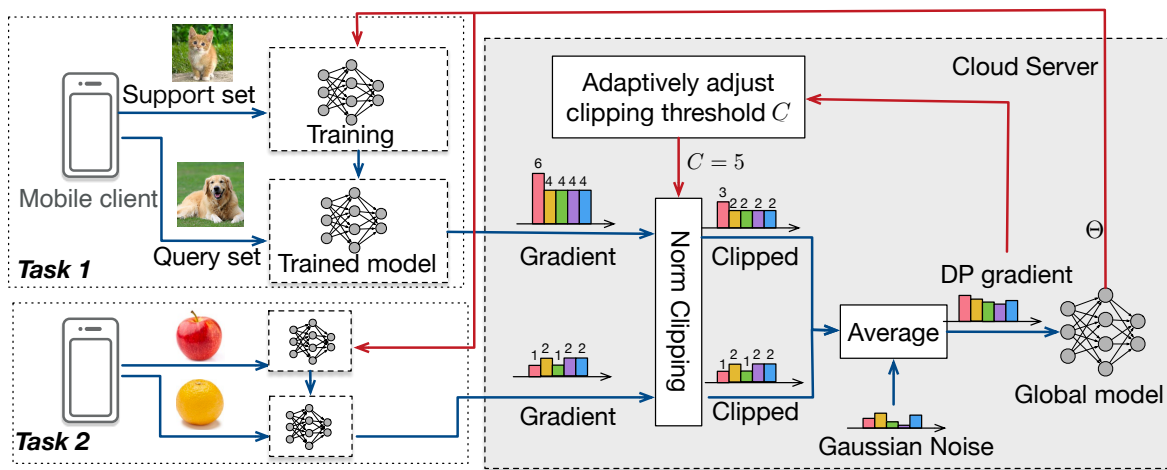 Support set
Training
Mobile client
Query set
Trained model
Task 1
Task 2
Cloud Server
Adaptively adjust
clipping threshold C
C = 5
6
4 4 4 4
Gradient
Norm Clipping
3
2 2 2 2
Clipped
Θ
DP gradient
1 2 1 2 2
Gradient
1 2 1 2 2
Clipped
Average
Gaussian Noise
Global model